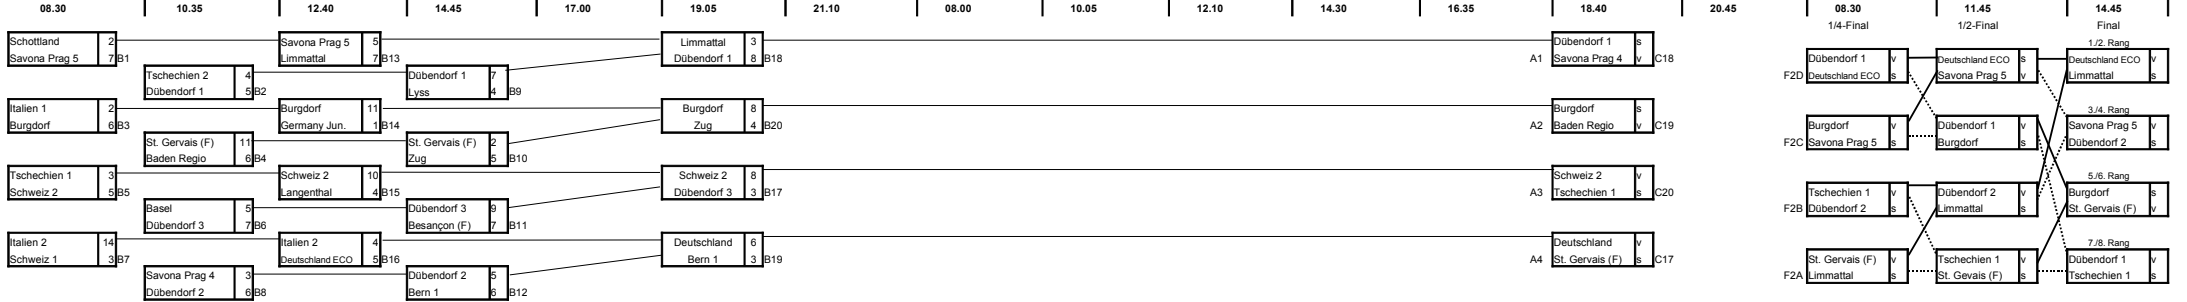 08.30 10.35 12.40 14.45 17.00 19.05 21.10 08.00 10.05 12.10 14.30 16.35 18.40 20.45 08.30 11.45 14.45
1/4-Final 1/2-Final Final
1./2. Rang
Schottland 2 Savona Prag 5 5 Limmattal 3 Dübendorf 1 s
Savona Prag 5 7 B1 Limmattal 7 B13 Dübendorf 1 8 B18 A1 Savona Prag 4 v C18
Dübendorf 1 v Deutschland ECO s Deutschland ECO v
F2D Deutschland ECO s Savona Prag 5 v Limmattal s
Tschechien 2 4 Dübendorf 1 7
Dübendorf 1 5 B2 Lyss 4 B9
3./4. Rang
Italien 1 2 Burgdorf 11 Burgdorf 8 Burgdorf s
Burgdorf 6 B3 Germany Jun. 1 B14 Zug 4 B20 A2 Baden Regio v C19
Burgdorf v Dübendorf 1 v Savona Prag 5 v
F2C Savona Prag 5 s Burgdorf s Dübendorf 2 s
St. Gervais (F) 11 St. Gervais (F) 2
Baden Regio 6 B4 Zug 5 B10
5./6. Rang
Tschechien 1 3 Schweiz 2 10 Schweiz 2 8 Schweiz 2 v
Schweiz 2 5 B5 Langenthal 4 B15 Dübendorf 3 3 B17 A3 Tschechien 1 s C20
Tschechien 1 v Dübendorf 2 v Burgdorf s
F2B Dübendorf 2 s Limmattal s St. Gervais (F) v
Basel 5 Dübendorf 3 9
Dübendorf 3 7 B6 Besançon (F) 7 B11
7./8. Rang
Italien 2 14 Italien 2 4 Deutschland 6 Deutschland v
Schweiz 1 3 B7 Deutschland ECO 5 B16 Bern 1 3 B19 A4 St. Gervais (F) s C17
St. Gervais (F) v Tschechien 1 v Dübendorf 1 v
F2A Limmattal s St. Gevais (F) s Tschechien 1 s
Savona Prag 4 3 Dübendorf 2 5
Dübendorf 2 6 B8 Bern 1 6 B12